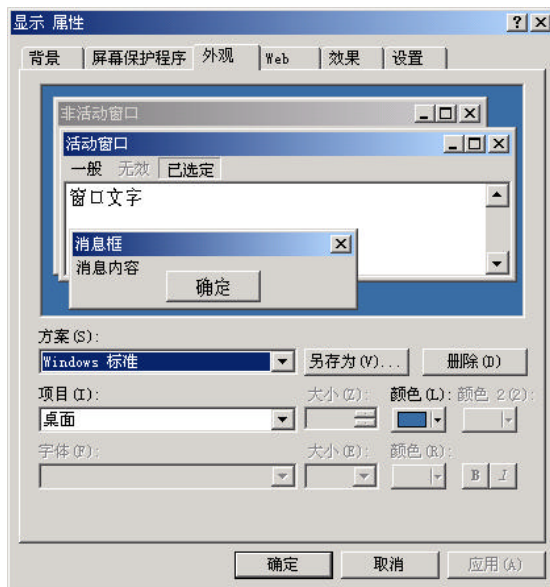 显示 属性
背景 屏幕保护程序 外观 Web 效果 设置
非活动窗口
活动窗口
一般 无效 已选定
窗口文字
消息框
消息内容
确定
方案(S):
Windows 标准 另存为(V)... 删除(D)
项目(I): 大小(Z): 颜色(L): 颜色 2(2):
桌面
字体(F): 大小(E): 颜色(R):
B I
确定 取消 应用(A)